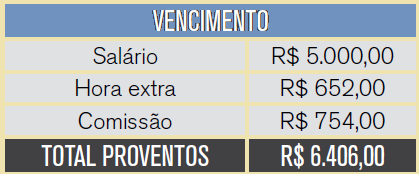 VENCIMENTO
Salário R$ 5.000,00
Hora extra R$ 652,00
Comissão R$ 754,00
TOTAL PROVENTOS R$ 6.406,00